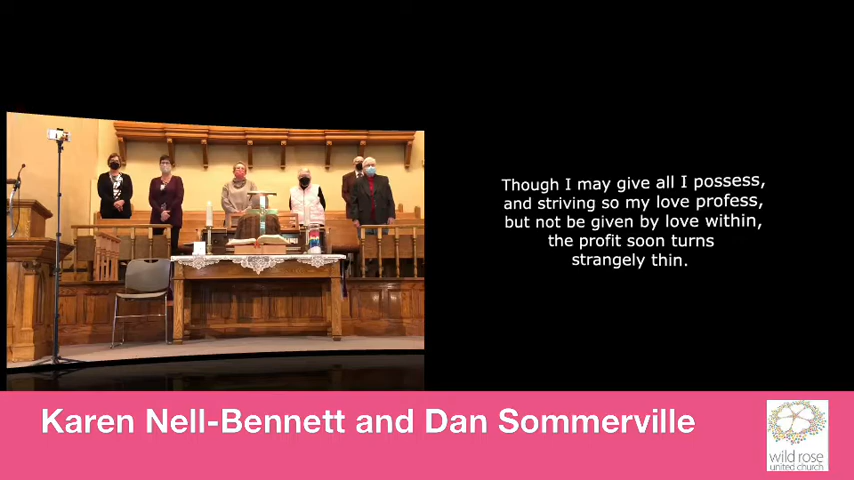 Though I may give all I possess,
and striving so my love profess,
but not be given by love within,
the profit soon turns
strangely thin.
Karen Nell-Bennett and Dan Sommerville
wild rose
united church